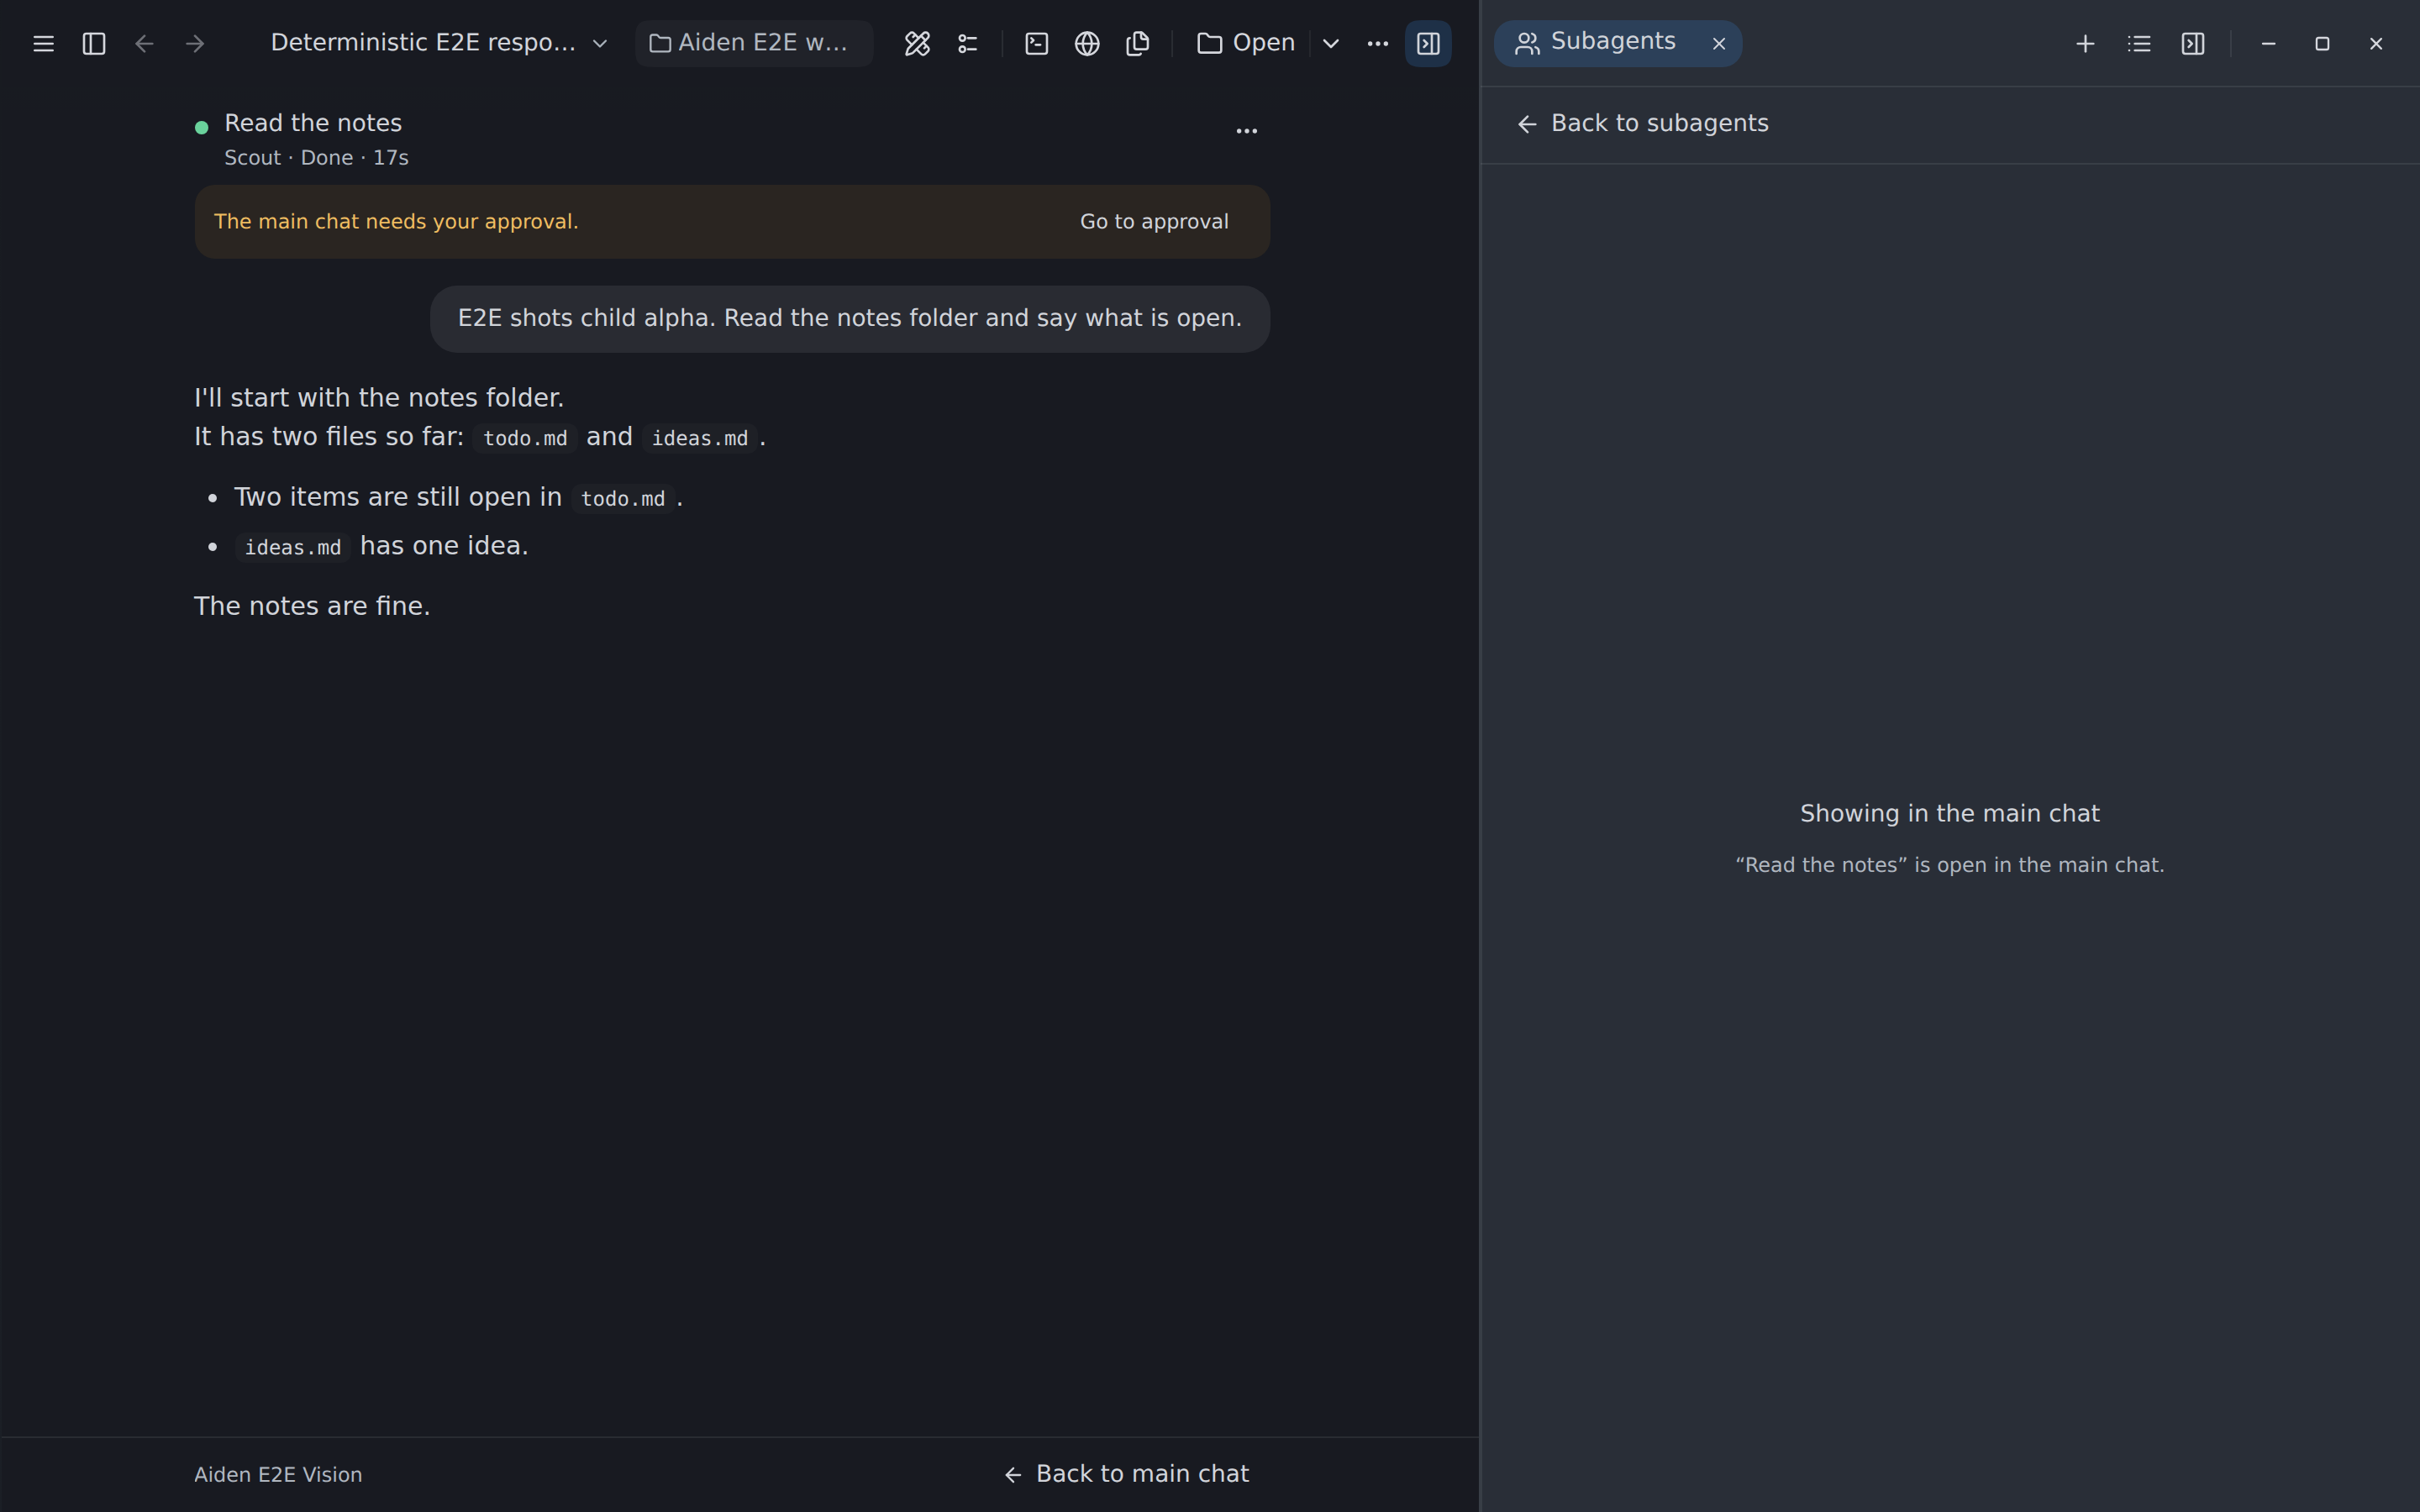 Deterministic E2E respo...
Aiden E2E w...
Open
Subagents
Read the notes
Scout · Done · 17s
Back to subagents
The main chat needs your approval.
Go to approval
E2E shots child alpha. Read the notes folder and say what is open.
I'll start with the notes folder.
It has two files so far: todo.md and ideas.md.
Two items are still open in todo.md.
ideas.md has one idea.
The notes are fine.
Showing in the main chat
“Read the notes” is open in the main chat.
Aiden E2E Vision
Back to main chat